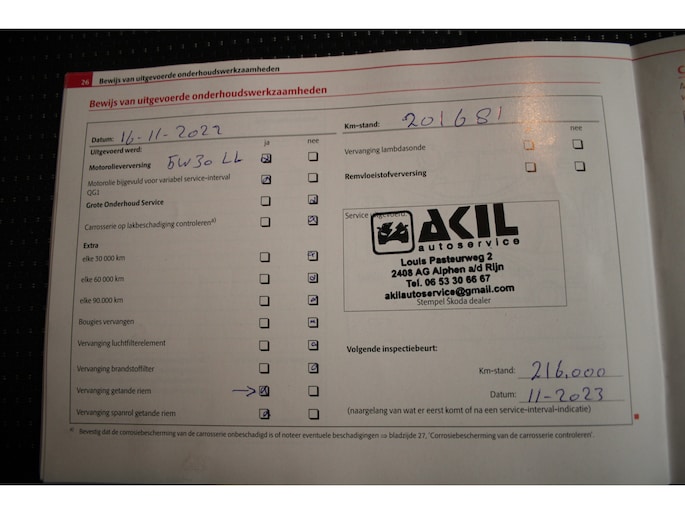 26 Bewijs van uitgevoerde onderhoudswerkzaamheden
Bewijs van uitgevoerde onderhoudswerkzaamheden
Datum: 16-11-2022
Km-stand: 201681
Uitgevoerd werd: ja nee
nee
Motorolieverversing 5W30 LL
Vervanging lambdasonde
Motorolie bijgevuld voor variabel service-interval
QG1
Remvloeistofverversing
Grote Onderhoud Service
Carrosserie op lakbeschadiging controleren a)
Service uitgevoerd
AKIL
autoservice
Louis Pasteurweg 2
2408 AG Alphen a/d Rijn
Tel. 06 53 30 66 67
akilautoservice@gmail.com
Stempel Škoda dealer
Extra
elke 30 000 km
elke 60 000 km
elke 90.000 km
Bougies vervangen
Vervanging luchtfilterelement
Vervanging brandstoffilter
Vervanging getande riem →
Vervanging spanrol getande riem
Volgende inspectiebeurt:
Km-stand: 216.000
Datum: 11-2023
(naargelang van wat er eerst komt of na een service-interval-indicatie)
a) Bevestig dat de corrosiebescherming van de carrosserie onbeschadigd is of noteer eventuele beschadigingen ⇒ bladzijde 27, 'Corrosiebescherming van de carrosserie controleren'.